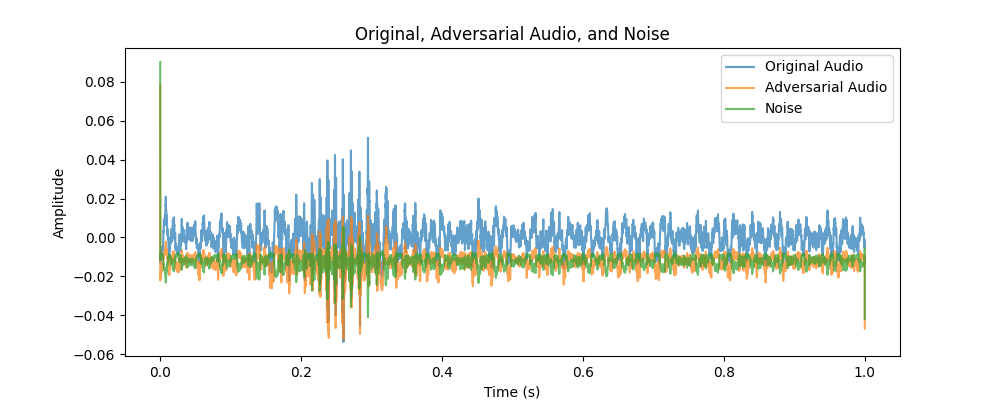 Original, Adversarial Audio, and Noise
Original Audio
Adversarial Audio
Noise
Amplitude
0.08
0.06
0.04
0.02
0.00
−0.02
−0.04
−0.06
0.0 0.2 0.4 0.6 0.8 1.0
Time (s)